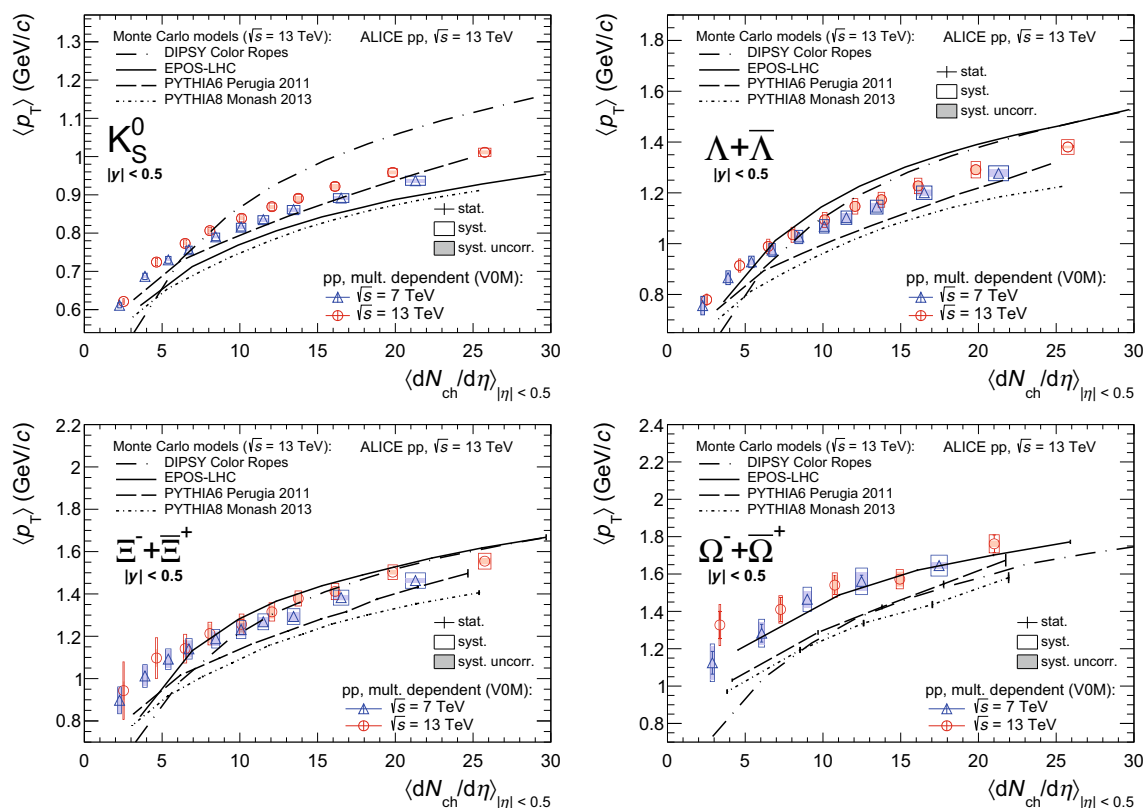 ⟨p_T⟩ (GeV/c)
1.3
1.2
1.1
1
0.9
0.8
0.7
0.6
Monte Carlo models (√s = 13 TeV):
ALICE pp, √s = 13 TeV
DIPSY Color Ropes
EPOS-LHC
PYTHIA6 Perugia 2011
PYTHIA8 Monash 2013
K⁰_S
|y| < 0.5
stat.
syst.
syst. uncorr.
pp, mult. dependent (V0M):
√s = 7 TeV
√s = 13 TeV
0 5 10 15 20 25 30
⟨dN_ch/dη⟩_|η| < 0.5
⟨p_T⟩ (GeV/c)
1.8
1.6
1.4
1.2
1
0.8
Monte Carlo models (√s = 13 TeV):
ALICE pp, √s = 13 TeV
DIPSY Color Ropes
EPOS-LHC
PYTHIA6 Perugia 2011
PYTHIA8 Monash 2013
stat.
syst.
syst. uncorr.
Λ+Λ̅
|y| < 0.5
pp, mult. dependent (V0M):
√s = 7 TeV
√s = 13 TeV
0 5 10 15 20 25 30
⟨dN_ch/dη⟩_|η| < 0.5
⟨p_T⟩ (GeV/c)
2.2
2
1.8
1.6
1.4
1.2
1
0.8
Monte Carlo models (√s = 13 TeV):
ALICE pp, √s = 13 TeV
DIPSY Color Ropes
EPOS-LHC
PYTHIA6 Perugia 2011
PYTHIA8 Monash 2013
Ξ⁻+Ξ̅⁺
|y| < 0.5
stat.
syst.
syst. uncorr.
pp, mult. dependent (V0M):
√s = 7 TeV
√s = 13 TeV
0 5 10 15 20 25 30
⟨dN_ch/dη⟩_|η| < 0.5
⟨p_T⟩ (GeV/c)
2.4
2.2
2
1.8
1.6
1.4
1.2
1
0.8
Monte Carlo models (√s = 13 TeV):
ALICE pp, √s = 13 TeV
DIPSY Color Ropes
EPOS-LHC
PYTHIA6 Perugia 2011
PYTHIA8 Monash 2013
Ω⁻+Ω̅⁺
|y| < 0.5
stat.
syst.
syst. uncorr.
pp, mult. dependent (V0M):
√s = 7 TeV
√s = 13 TeV
0 5 10 15 20 25 30
⟨dN_ch/dη⟩_|η| < 0.5